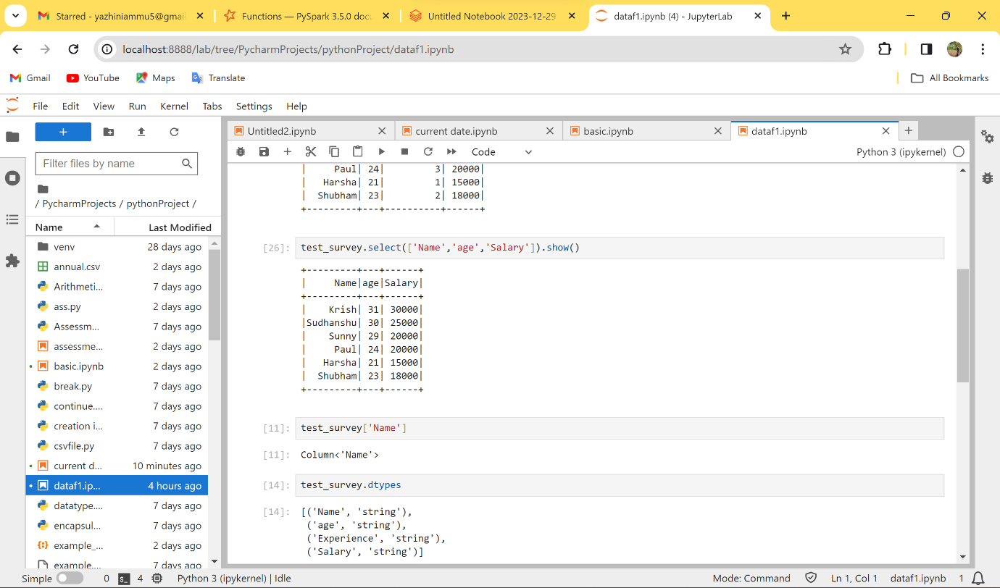 Starred - yazhiniammu5@gmail
Functions — PySpark 3.5.0 docu
Untitled Notebook 2023-12-29
dataf1.ipynb (4) - JupyterLab
localhost:8888/lab/tree/PycharmProjects/pythonProject/dataf1.ipynb
Gmail YouTube Maps Translate All Bookmarks
File Edit View Run Kernel Tabs Settings Help
Untitled2.ipynb current date.ipynb basic.ipynb dataf1.ipynb
Code Python 3 (ipykernel)
Filter files by name
/ PycharmProjects / pythonProject /
Name Last Modified
venv 28 days ago
annual.csv 2 days ago
Arithmeti... 7 days ago
ass.py 2 days ago
Assessm... 7 days ago
assessme... 2 days ago
basic.ipynb 2 days ago
break.py 7 days ago
continue.... 7 days ago
creation i... 7 days ago
csvfile.py 7 days ago
current d... 10 minutes ago
dataf1.ip... 4 hours ago
datatype.... 7 days ago
encapsul... 7 days ago
example_... 2 days ago
example.... 7 days ago
|     Paul| 24|         3| 20000|
|   Harsha| 21|         1| 15000|
|  Shubham| 23|         2| 18000|
+---------+---+----------+------+
[26]: test_survey.select(['Name','age','Salary']).show()
+---------+---+------+
|     Name|age|Salary|
+---------+---+------+
|    Krish| 31| 30000|
|Sudhanshu| 30| 25000|
|    Sunny| 29| 20000|
|     Paul| 24| 20000|
|   Harsha| 21| 15000|
|  Shubham| 23| 18000|
+---------+---+------+
[11]: test_survey['Name']
[11]: Column<'Name'>
[14]: test_survey.dtypes
[14]: [('Name', 'string'),
('age', 'string'),
('Experience', 'string'),
('Salary', 'string')]
Simple 0 4 Python 3 (ipykernel) | Idle Mode: Command Ln 1, Col 1 dataf1.ipynb 1